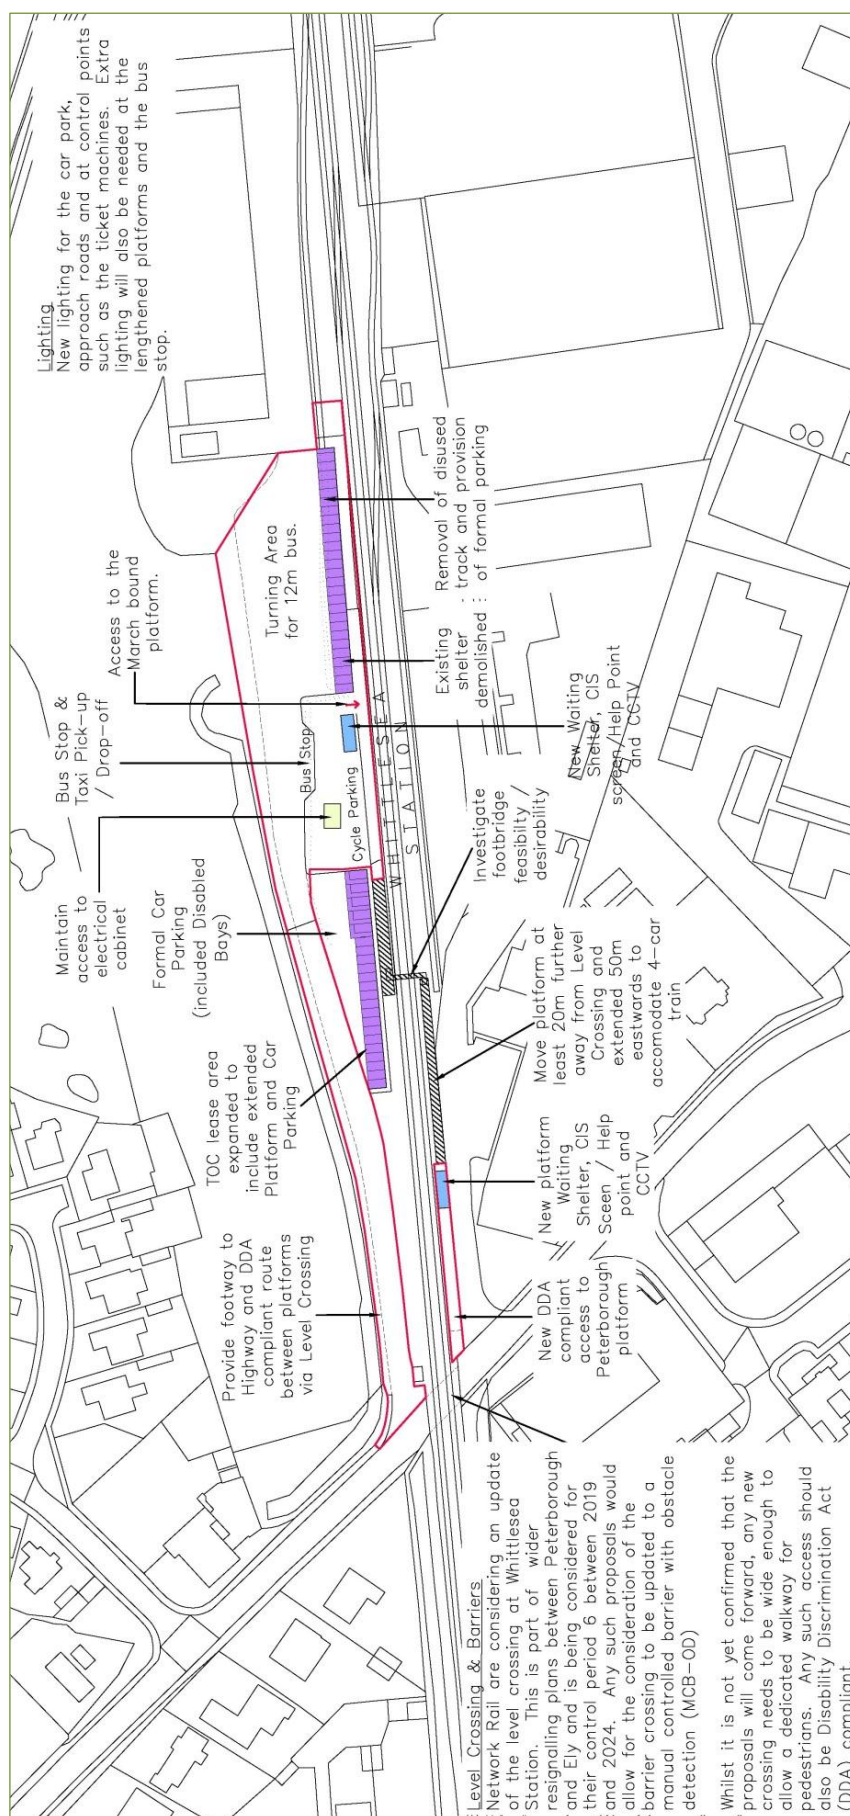 Lighting
New lighting for the car park,
approach roads and at control points
such as the ticket machines. Extra
lighting will also be needed at the
lengthened platforms and the bus
stop.
Provide footway to
Highway and DDA
compliant route
between platforms
via Level Crossing
TOC lease area
expanded to
include extended
Platform and Car
Parking
Formal Car
Parking
(included Disabled
Bays)
Maintain
access to
electrical
cabinet
Bus Stop &
Taxi Pick-up
/ Drop-off
Access to the
March bound
platform.
Turning Area
for 12m bus.
Bus Stop
Cycle Parking
WHITTLESEA
STATION
Level Crossing & Barriers
Network Rail are considering an update
of the level crossing at Whittlesea
Station. This is part of wider
resignalling plans between Peterborough
and Ely and is being considered for
their control period 6 between 2019
and 2024. Any such proposals would
allow for the consideration of the
barrier crossing to be updated to a
manual controlled barrier with obstacle
detection (MCB-OD)
Whilst it is not yet confirmed that the
proposals will come forward, any new
crossing needs to be wide enough to
allow a dedicated walkway for
pedestrians. Any such access should
also be Disability Discrimination Act
(DDA) compliant.
New DDA
compliant
access to
Peterborough
platform
New platform
Waiting
Shelter, CIS
Sceen / Help
point and
CCTV
Move platform at
least 20m further
away from Level
Crossing and
extended 50m
eastwards to
accomodate 4-car
train
Investigate
footbridge
feasibilty /
desirability
New Waiting
Shelter, CIS
screen/Help Point
and CCTV
Existing
shelter
demolished
Removal of disused
track and provision
of formal parking